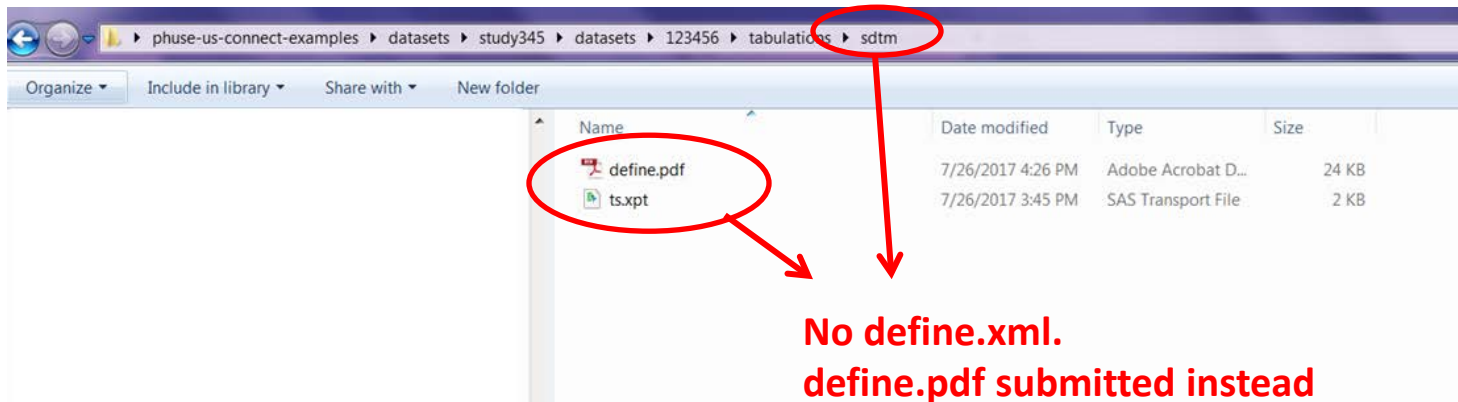 phuse-us-connect-examples ▸ datasets ▸ study345 ▸ datasets ▸ 123456 ▸ tabulations ▸ sdtm
Organize ▾ Include in library ▾ Share with ▾ New folder
Name Date modified Type Size
define.pdf 7/26/2017 4:26 PM Adobe Acrobat D... 24 KB
ts.xpt 7/26/2017 3:45 PM SAS Transport File 2 KB
No define.xml.
define.pdf submitted instead